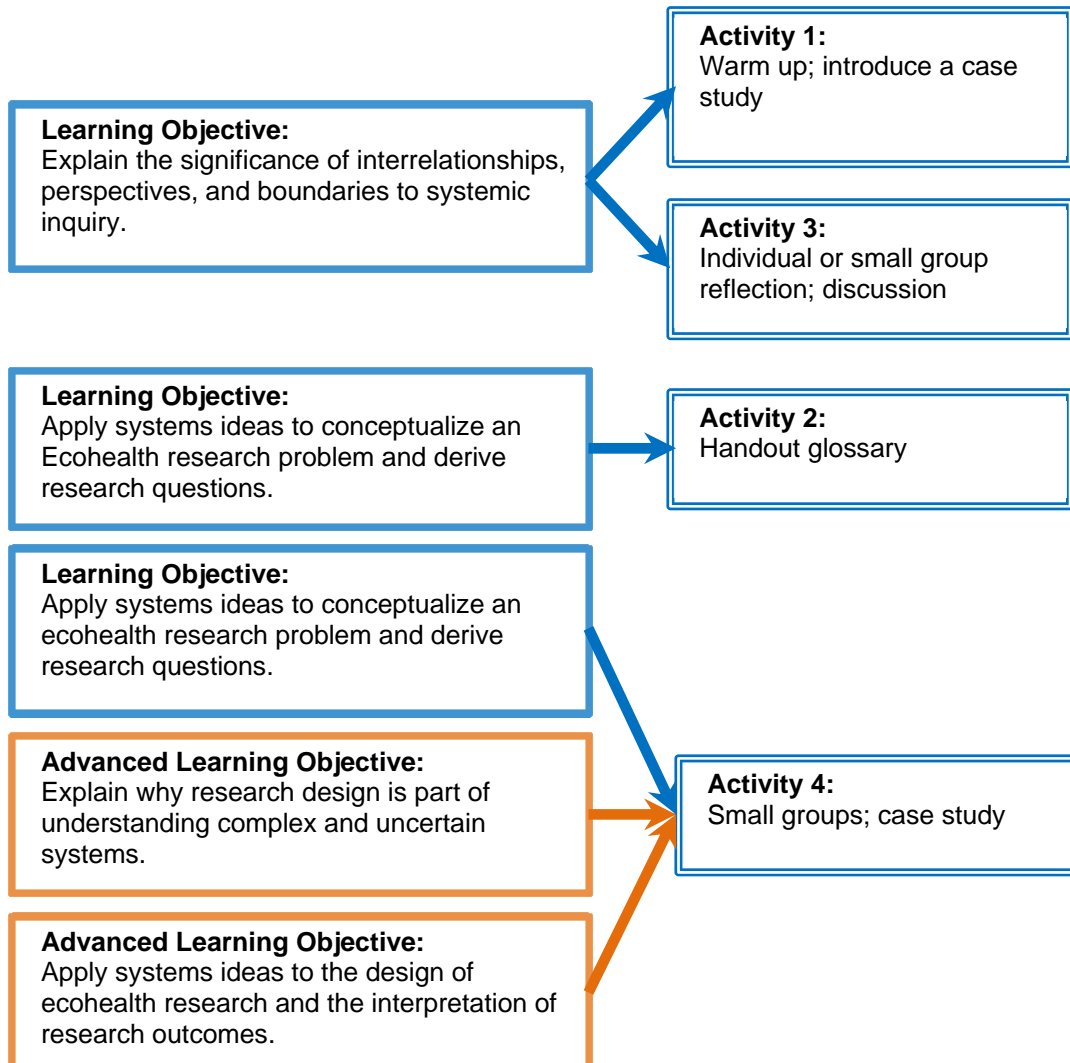 Activity 1:
Warm up; introduce a case
study
Learning Objective:
Explain the significance of interrelationships,
perspectives, and boundaries to systemic
inquiry.
Activity 3:
Individual or small group
reflection; discussion
Learning Objective:
Apply systems ideas to conceptualize an
Ecohealth research problem and derive
research questions.
Activity 2:
Handout glossary
Learning Objective:
Apply systems ideas to conceptualize an
ecohealth research problem and derive
research questions.
Advanced Learning Objective:
Explain why research design is part of
understanding complex and uncertain
systems.
Activity 4:
Small groups; case study
Advanced Learning Objective:
Apply systems ideas to the design of
ecohealth research and the interpretation of
research outcomes.